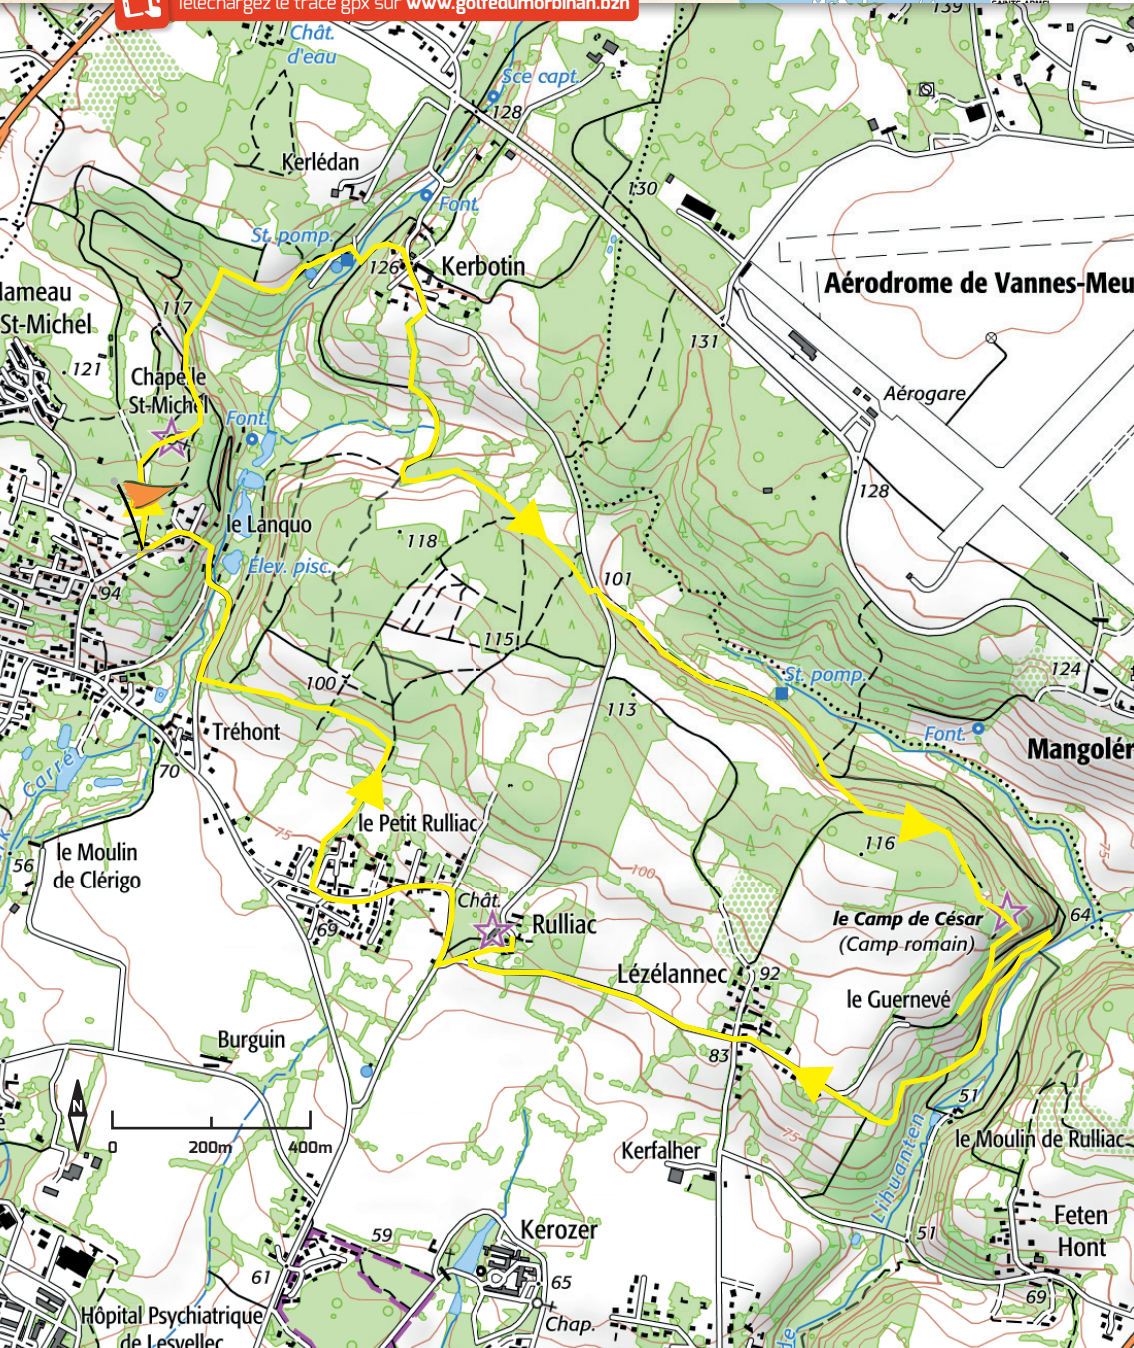 Téléchargez le tracé gpx sur www.golfedumorbihan.bzh
139
Chât.
d'eau
Sce capt.
128
Kerlédan
130
Font.
St. pomp.
126
Kerbotin
Aérodrome de Vannes-Meu
Hameau
St-Michel
117
131
121
Chapelle
St-Michel
Aérogare
Font.
128
le Lanquo
118
Élev. pisc.
101
94
115
124
100
St. pomp.
113
Font.
Tréhont
Mangolér
Carré
70
le Petit Rulliac
75
116
75
le Moulin
de Clérigo
56
100
Chât.
Rulliac
le Camp de César
(Camp romain)
64
69
Lézélannec
92
le Guernevé
Burguin
83
51
N
0 200m 400m
75
le Moulin de Rulliac
Kerfalher
Lihuanten
Feten
Hont
59
Kerozer
51
61
65
69
Hôpital Psychiatrique
de Lesvellec
Chap.
de